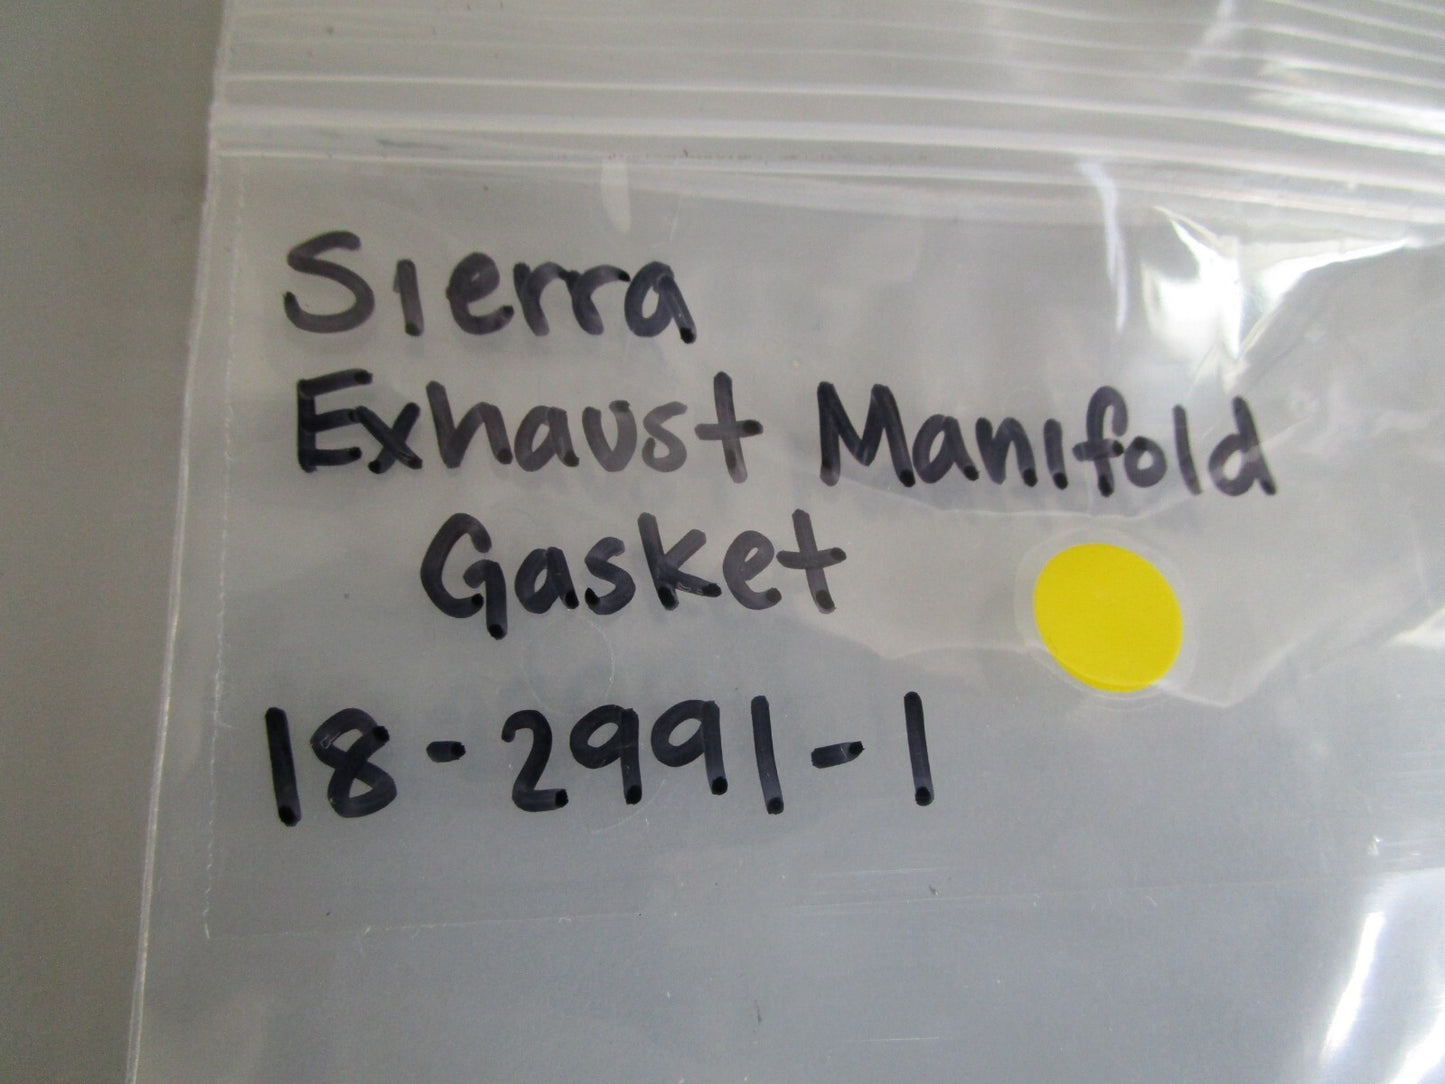 Sierra
Exhaust Manifold
Gasket
18-2991-1